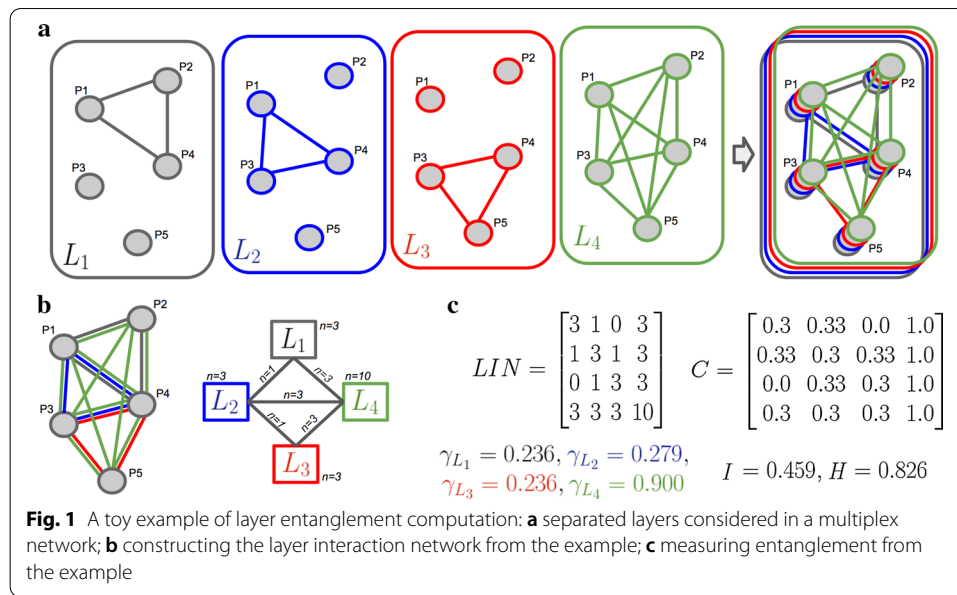 a
P1
P2
P3
P4
P5
L1
P1
P2
P3
P4
P5
L2
P1
P2
P3
P4
P5
L3
P1
P2
P3
P4
P5
L4
P1
P2
P3
P4
P5
b
P1
P2
P3
P4
P5
L1 n=3
n=1 n=3
n=3 n=3 n=10
L2 L4
n=1 n=3
L3 n=3
c
LIN =
3 1 0 3
1 3 1 3
0 1 3 3
3 3 3 10
C =
0.3 0.33 0.0 1.0
0.33 0.3 0.33 1.0
0.0 0.33 0.3 1.0
0.3 0.3 0.3 1.0
γL1 = 0.236, γL2 = 0.279,
γL3 = 0.236, γL4 = 0.900
I = 0.459, H = 0.826
Fig. 1 A toy example of layer entanglement computation: a separated layers considered in a multiplex
network; b constructing the layer interaction network from the example; c measuring entanglement from
the example